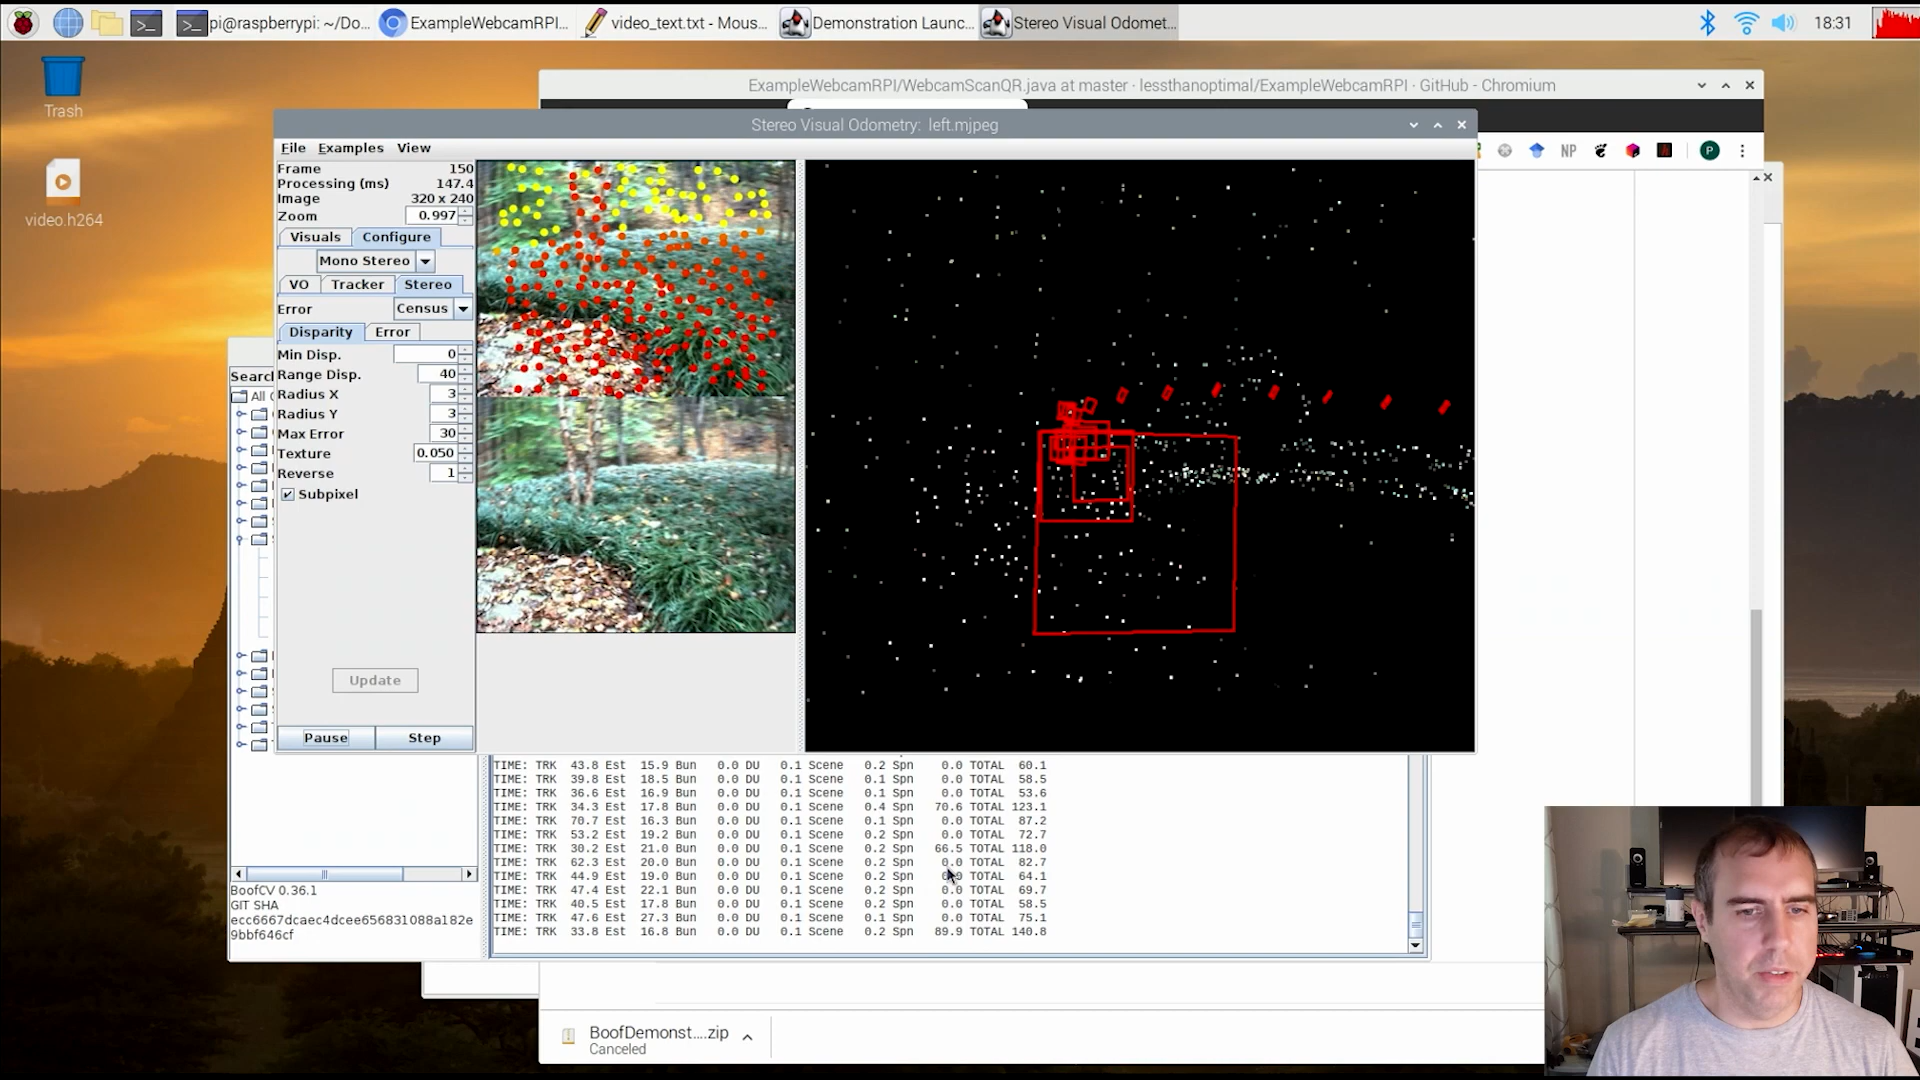 pi@raspberrypi: ~/Do...
ExampleWebcamRPI...
video_text.txt - Mous...
Demonstration Launc...
Stereo Visual Odomet...
18:31
Trash
video.h264
ExampleWebcamRPI/WebcamScanQR.java at master · lessthanoptimal/ExampleWebcamRPI · GitHub - Chromium
NP
P
Stereo Visual Odometry: left.mjpeg
File Examples View
Frame 150
Processing (ms) 147.4
Image 320 x 240
Zoom 0.997
Visuals Configure
Mono Stereo
VO Tracker Stereo
Error Census
Disparity Error
Min Disp. 0
Range Disp. 40
Radius X 3
Radius Y 3
Max Error 30
Texture 0.050
Reverse 1
Subpixel
Update
Pause Step
Searc
All
TIME: TRK 43.8 Est 15.9 Bun 0.0 DU 0.1 Scene 0.2 Spn 0.0 TOTAL 60.1
TIME: TRK 39.8 Est 18.5 Bun 0.0 DU 0.1 Scene 0.1 Spn 0.0 TOTAL 58.5
TIME: TRK 36.6 Est 16.9 Bun 0.0 DU 0.1 Scene 0.1 Spn 0.0 TOTAL 53.6
TIME: TRK 34.3 Est 17.8 Bun 0.0 DU 0.1 Scene 0.4 Spn 70.6 TOTAL 123.1
TIME: TRK 70.7 Est 16.3 Bun 0.0 DU 0.1 Scene 0.1 Spn 0.0 TOTAL 87.2
TIME: TRK 53.2 Est 19.2 Bun 0.0 DU 0.1 Scene 0.2 Spn 0.0 TOTAL 72.7
TIME: TRK 30.2 Est 21.0 Bun 0.0 DU 0.1 Scene 0.2 Spn 66.5 TOTAL 118.0
TIME: TRK 62.3 Est 20.0 Bun 0.0 DU 0.1 Scene 0.2 Spn 0.0 TOTAL 82.7
TIME: TRK 44.9 Est 19.0 Bun 0.0 DU 0.1 Scene 0.2 Spn 0.0 TOTAL 64.1
TIME: TRK 47.4 Est 22.1 Bun 0.0 DU 0.1 Scene 0.2 Spn 0.0 TOTAL 69.7
TIME: TRK 40.5 Est 17.8 Bun 0.0 DU 0.1 Scene 0.2 Spn 0.0 TOTAL 58.5
TIME: TRK 47.6 Est 27.3 Bun 0.0 DU 0.1 Scene 0.1 Spn 0.0 TOTAL 75.1
TIME: TRK 33.8 Est 16.8 Bun 0.0 DU 0.1 Scene 0.2 Spn 89.9 TOTAL 140.8
BoofCV 0.36.1
GIT SHA
ecc6667dcaec4dcee656831088a182e
9bbf646cf
BoofDemonst....zip
Canceled